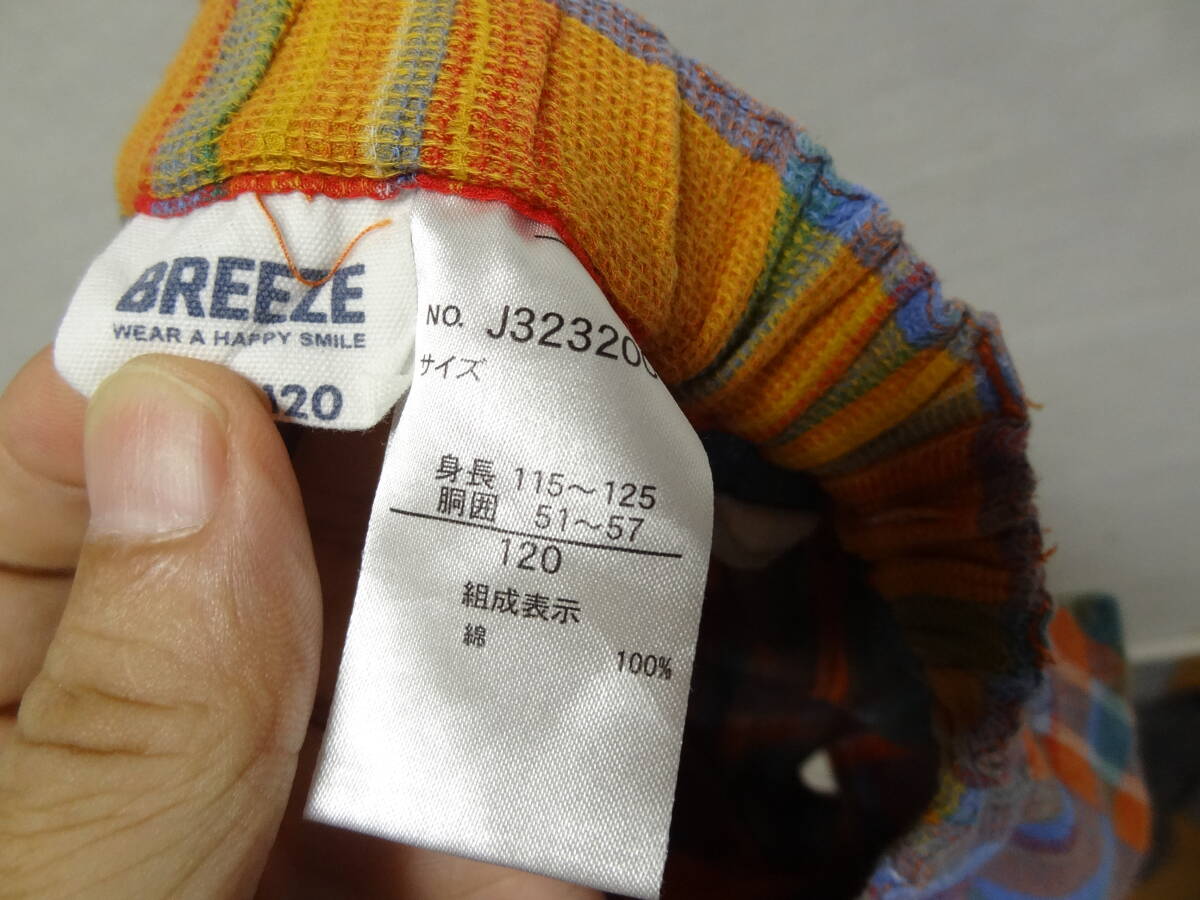 BREEZE
WEAR A HAPPY SMILE
120
NO. J32320
サイズ
身長 115～125
胴囲 51～57
120
組成表示
綿 100%